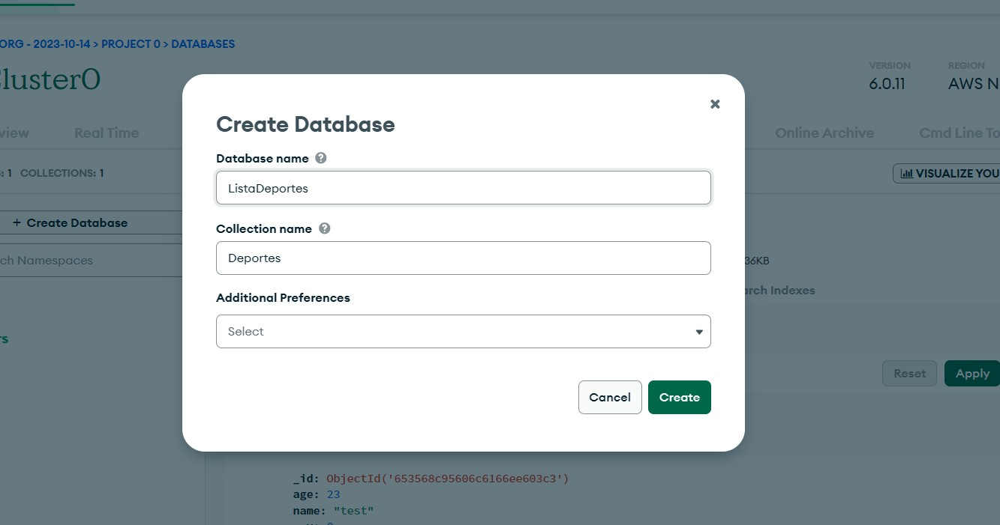 ORG - 2023-10-14 > PROJECT 0 > DATABASES
Cluster0
VERSION
REGION
6.0.11
AWS N
view
Real Time
Online Archive
Cmd Line To
: 1 COLLECTIONS: 1
VISUALIZE YOU
+ Create Database
ch Namespaces
36KB
arch Indexes
rs
Reset
Apply
Create Database
Database name
ListaDeportes
Collection name
Deportes
Additional Preferences
Select
Cancel
Create
_id: ObjectId('653568c95606c6166ee603c3')
age: 23
name: "test"